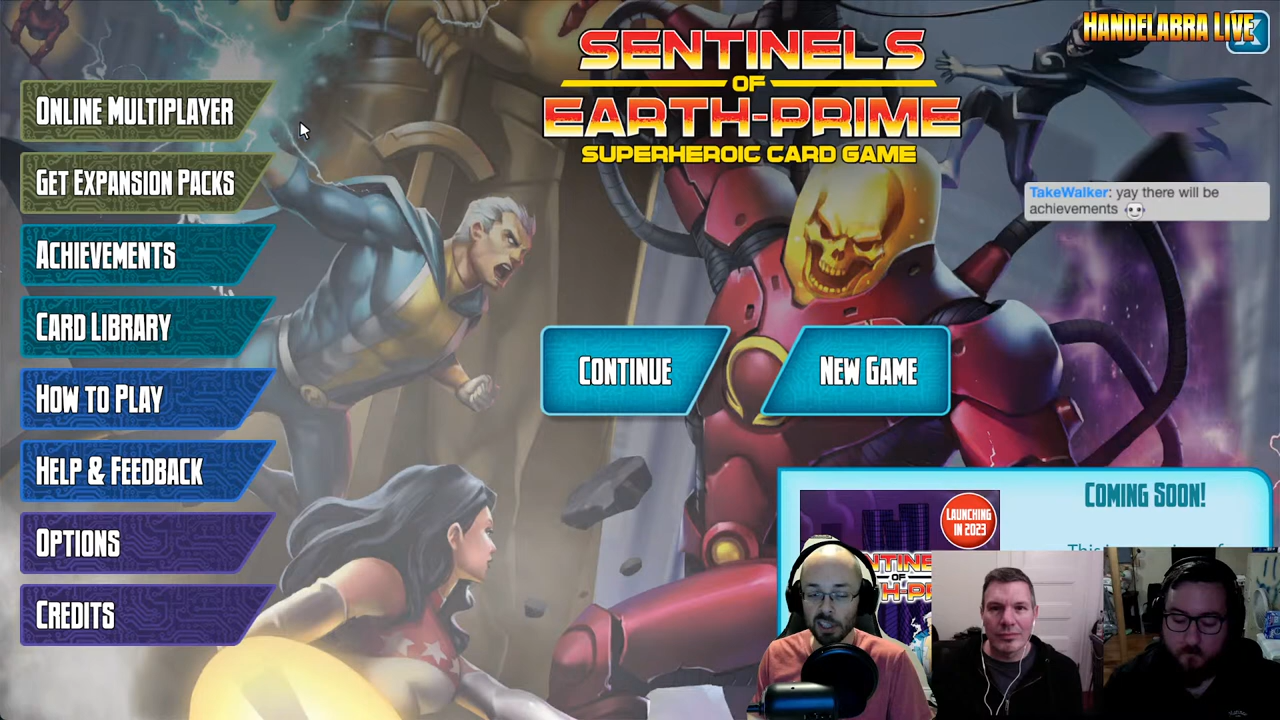 HANDELABRA LIVE
SENTINELS
OF
EARTH-PRIME
SUPERHEROIC CARD GAME
ONLINE MULTIPLAYER
GET EXPANSION PACKS
ACHIEVEMENTS
CARD LIBRARY
HOW TO PLAY
HELP & FEEDBACK
OPTIONS
CREDITS
TakeWalker: yay there will be
achievements
CONTINUE
NEW GAME
COMING SOON!
LAUNCHING
IN 2023
OF